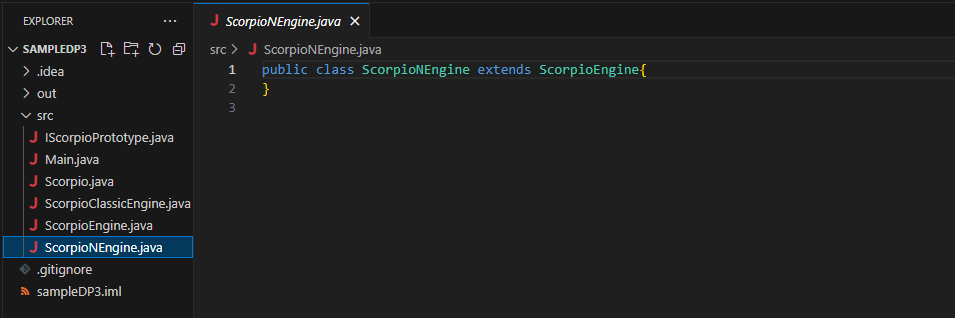 EXPLORER ...
SAMPLEDP3
.idea
out
src
IScorpioPrototype.java
Main.java
Scorpio.java
ScorpioClassicEngine.java
ScorpioEngine.java
ScorpioNEngine.java
.gitignore
sampleDP3.iml
J ScorpioNEngine.java
src > J ScorpioNEngine.java
1 public class ScorpioNEngine extends ScorpioEngine{
2 }
3